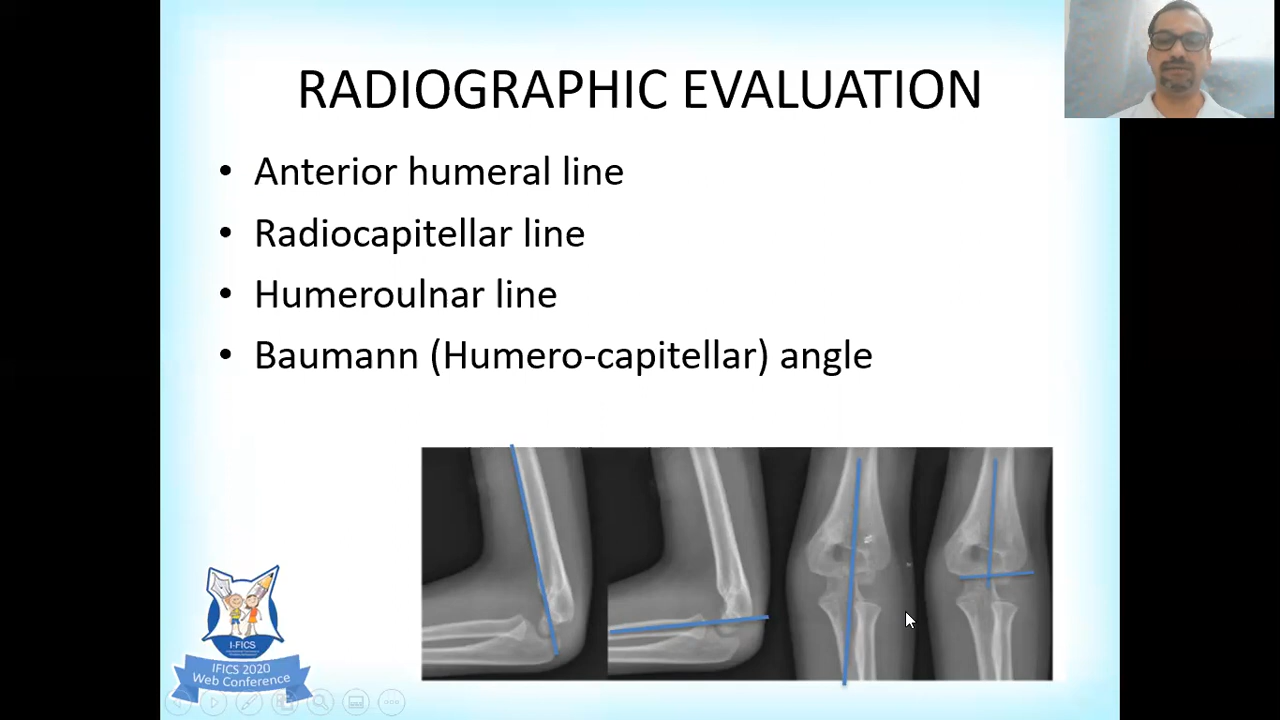 RADIOGRAPHIC EVALUATION
• Anterior humeral line
• Radiocapitellar line
• Humeroulnar line
• Baumann (Humero-capitellar) angle
I-FICS
IFICS 2020
Web Conference